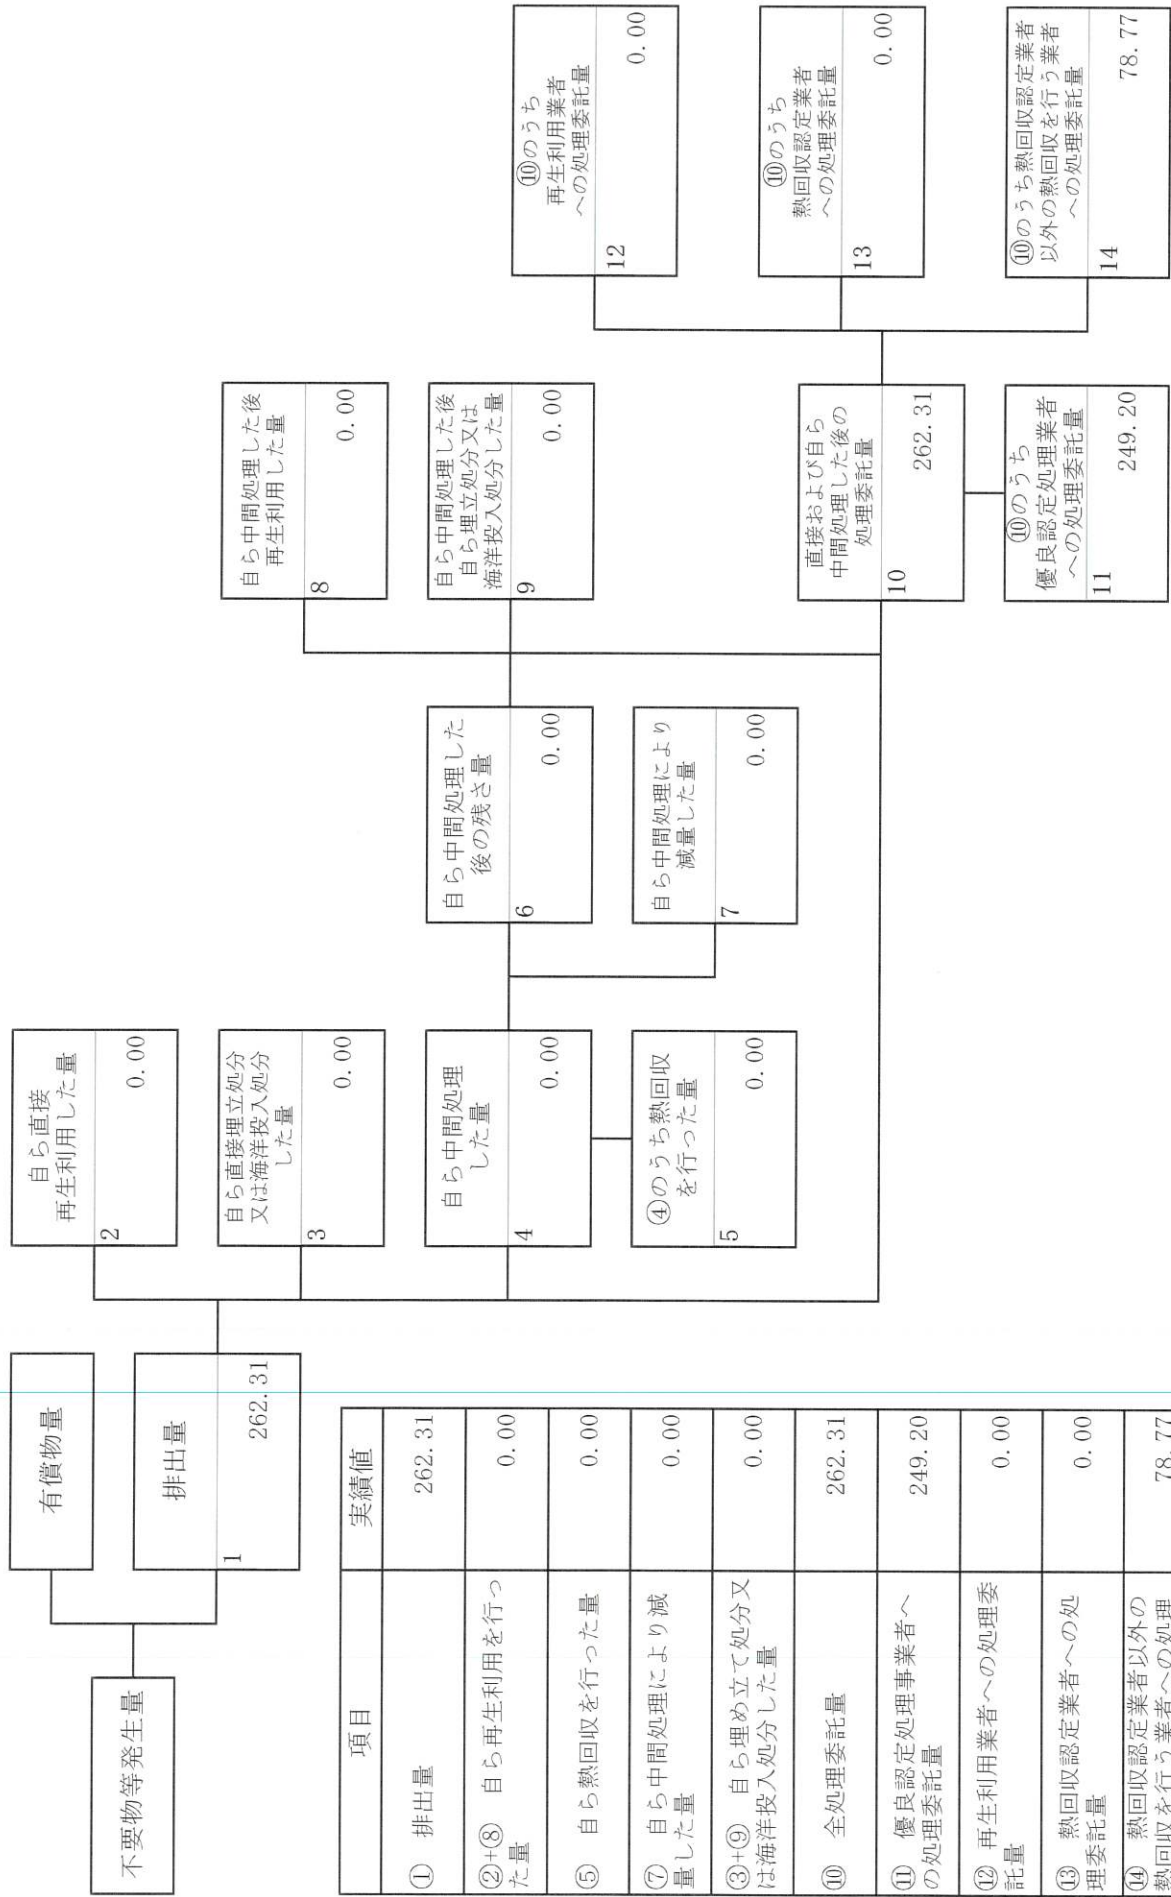 不要物等発生量
有償物量
排出量
1
262.31
自ら直接
再生利用した量
2
0.00
自ら直接埋立処分
又は海洋投入処分
した量
3
0.00
自ら中間処理
した量
4
0.00
④のうち熱回収
を行った量
5
0.00
自ら中間処理した
後の残さ量
6
0.00
自ら中間処理により
減量した量
7
0.00
自ら中間処理した後
再生利用した量
8
0.00
自ら中間処理した後
自ら埋立処分又は
海洋投入処分した量
9
0.00
直接および自ら
中間処理した後の
処理委託量
10
262.31
⑩のうち
優良認定処理業者
への処理委託量
11
249.20
⑩のうち
再生利用業者
への処理委託量
12
0.00
⑩のうち
熱回収認定業者
への処理委託量
13
0.00
⑩のうち熱回収認定業者
以外の熱回収を行う業者
への処理委託量
14
78.77
項目 実績値
① 排出量 262.31
②+⑧ 自ら再生利用を行っ
た量 0.00
⑤ 自ら熱回収を行った量 0.00
⑦ 自ら中間処理により減
量した量 0.00
③+⑨ 自ら埋め立て処分又
は海洋投入処分した量 0.00
⑩ 全処理委託量 262.31
⑪ 優良認定処理事業者へ
の処理委託量 249.20
⑫ 再生利用業者への処理委
託量 0.00
⑬ 熱回収認定業者への処
理委託量 0.00
⑭ 熱回収認定業者以外の
熱回収を行う業者への処理 78.77